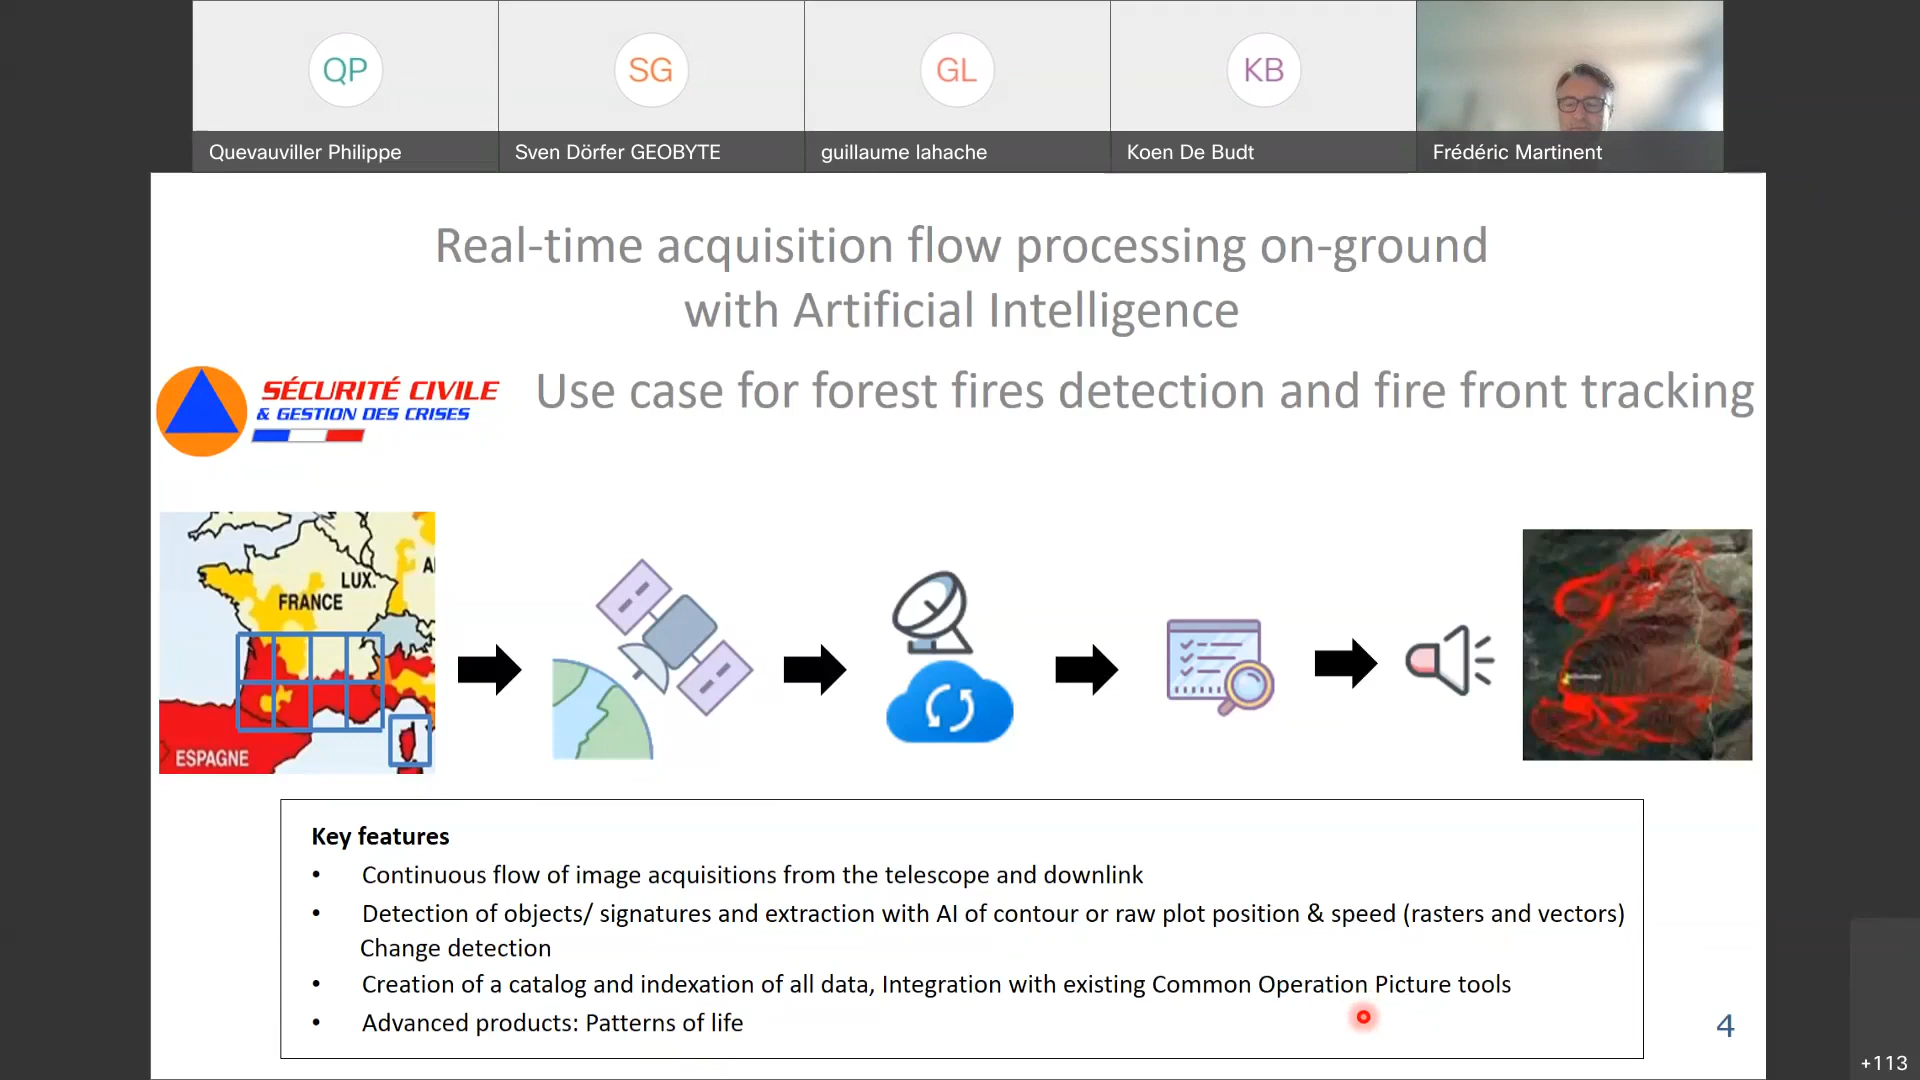 QP
SG
GL
KB
Quevauviller Philippe
Sven Dörfer GEOBYTE
guillaume lahache
Koen De Budt
Frédéric Martinent
Real-time acquisition flow processing on-ground
with Artificial Intelligence
SÉCURITÉ CIVILE
& GESTION DES CRISES
Use case for forest fires detection and fire front tracking
LUX.
A
FRANCE
ESPAGNE
Key features
• Continuous flow of image acquisitions from the telescope and downlink
• Detection of objects/ signatures and extraction with AI of contour or raw plot position & speed (rasters and vectors)
Change detection
• Creation of a catalog and indexation of all data, Integration with existing Common Operation Picture tools
• Advanced products: Patterns of life
4
+113